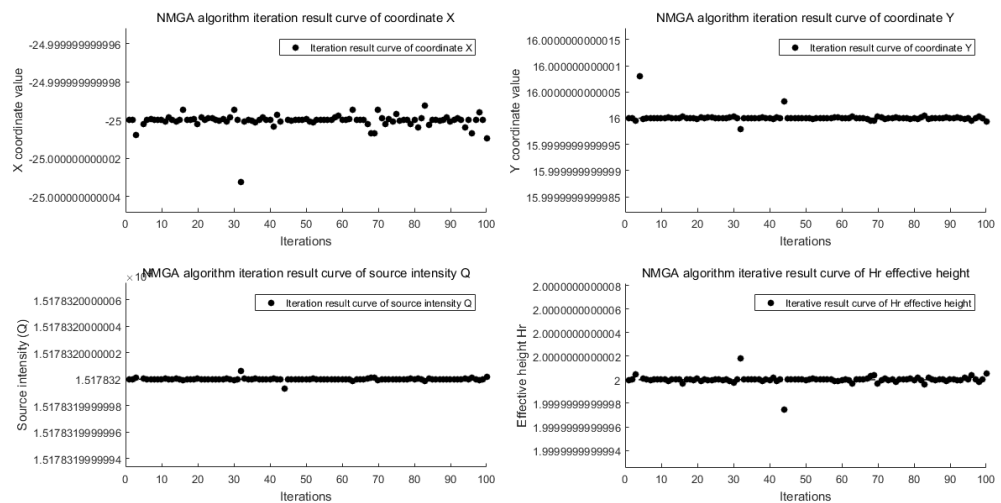 NMGA algorithm iteration result curve of coordinate X
-24.999999999996
Iteration result curve of coordinate X
-24.999999999998
-25
-25.000000000002
-25.000000000004
X coordinate value
0 10 20 30 40 50 60 70 80 90 100
Iterations
NMGA algorithm iteration result curve of coordinate Y
16.0000000000015
Iteration result curve of coordinate Y
16.000000000001
16.0000000000005
16
15.9999999999995
15.999999999999
15.9999999999985
Y coordinate value
0 10 20 30 40 50 60 70 80 90 100
Iterations
NMGA algorithm iteration result curve of source intensity Q
1.5178320000006
Iteration result curve of source intensity Q
1.5178320000004
1.5178320000002
1.517832
1.5178319999998
1.5178319999996
1.5178319999994
Source intensity (Q)
0 10 20 30 40 50 60 70 80 90 100
Iterations
NMGA algorithm iterative result curve of Hr effective height
2.0000000000008
2.0000000000006
Iterative result curve of Hr effective height
2.0000000000004
2.0000000000002
2
1.9999999999998
1.9999999999996
1.9999999999994
Effective height Hr
0 10 20 30 40 50 60 70 80 90 100
Iterations